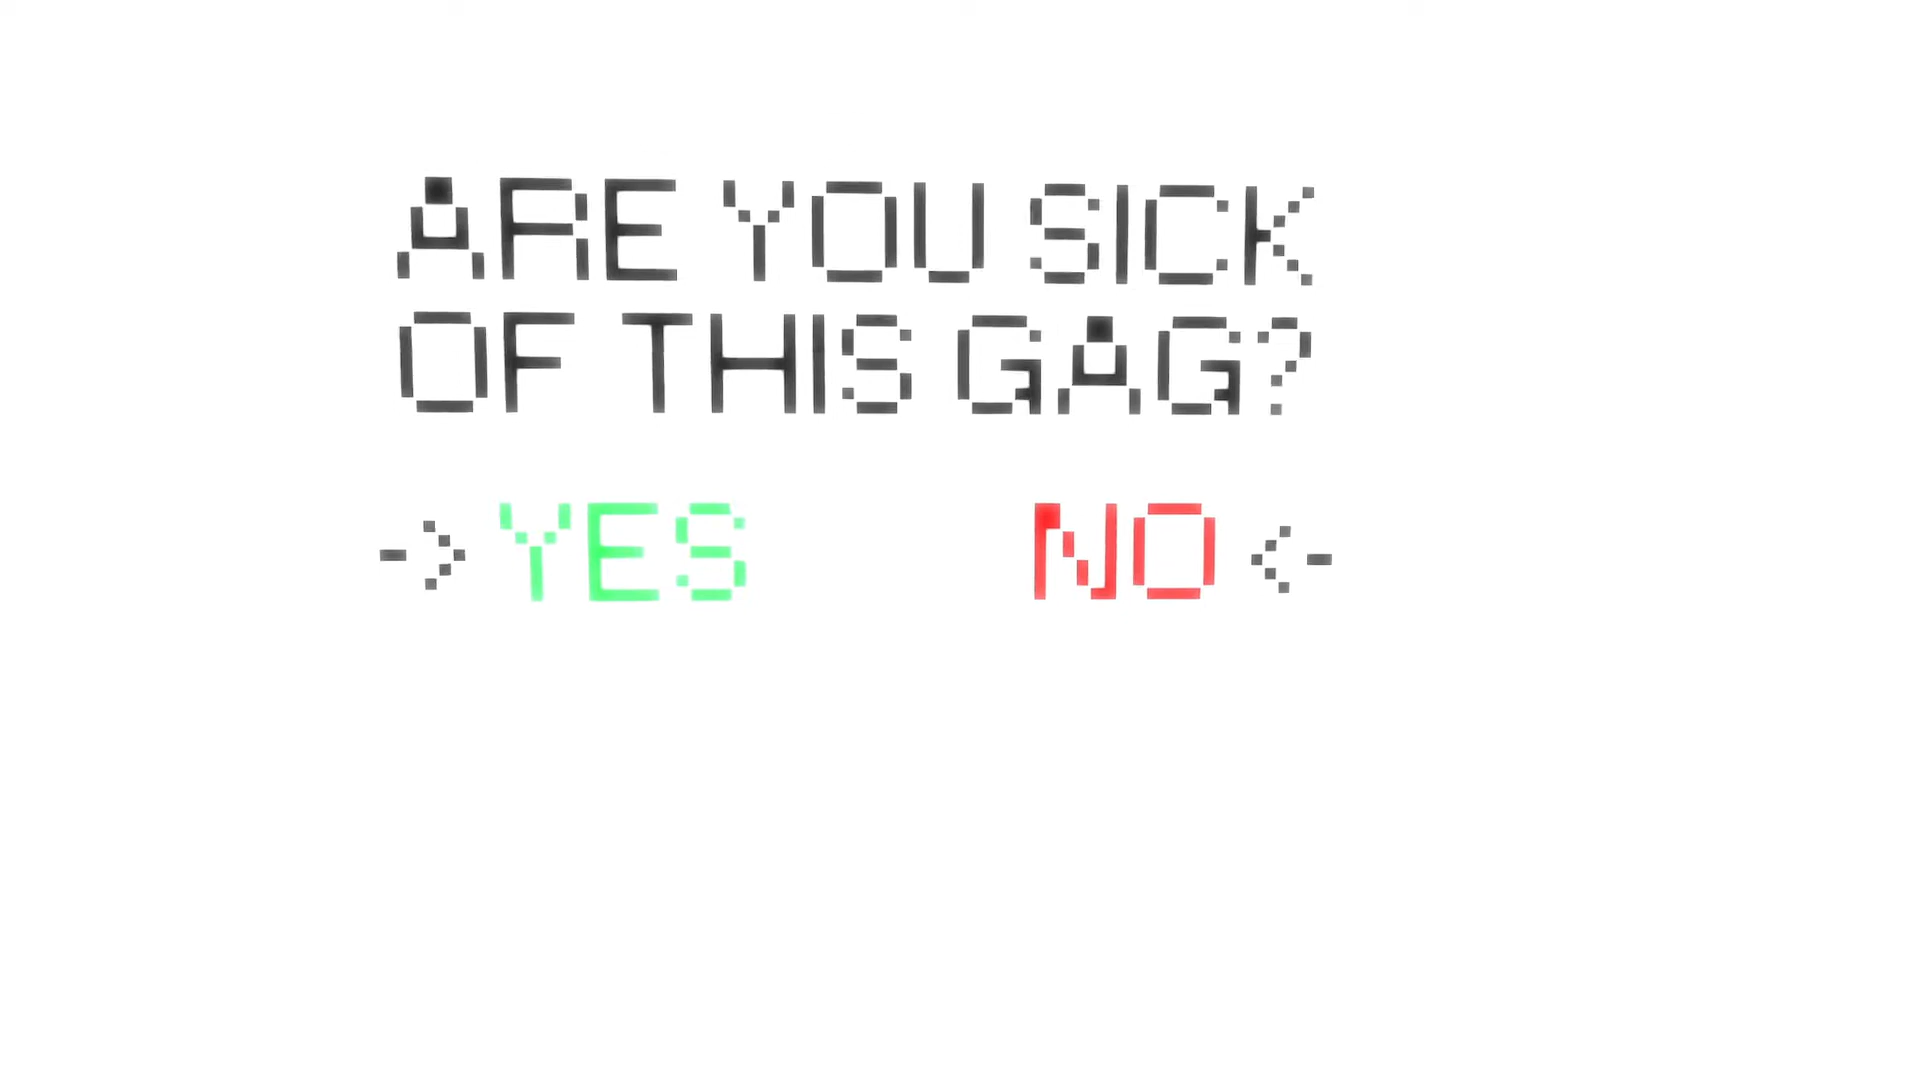 ARE YOU SICK
OF THIS GAG?
-> YES NO <-